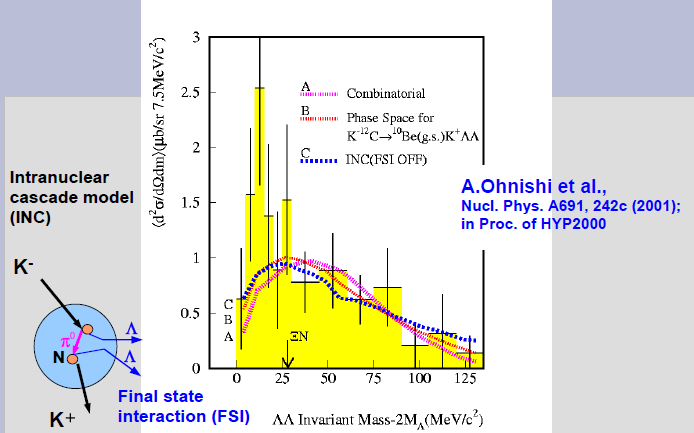 (d²σ/dΩdm)(μb/sr 7.5MeV/c²)
3
2.5
2
1.5
1
0.5
0
A Combinatorial
B Phase Space for
K⁻¹²C→¹⁰Be(g.s.)K⁺ΛΛ
C INC(FSI OFF)
C
B
A
ΞN
0 25 50 75 100 125
ΛΛ Invariant Mass-2M_Λ(MeV/c²)
Intranuclear
cascade model
(INC)
K-
π⁰
Λ
N
Λ
K+
Final state
interaction (FSI)
A.Ohnishi et al.,
Nucl. Phys. A691, 242c (2001);
in Proc. of HYP2000